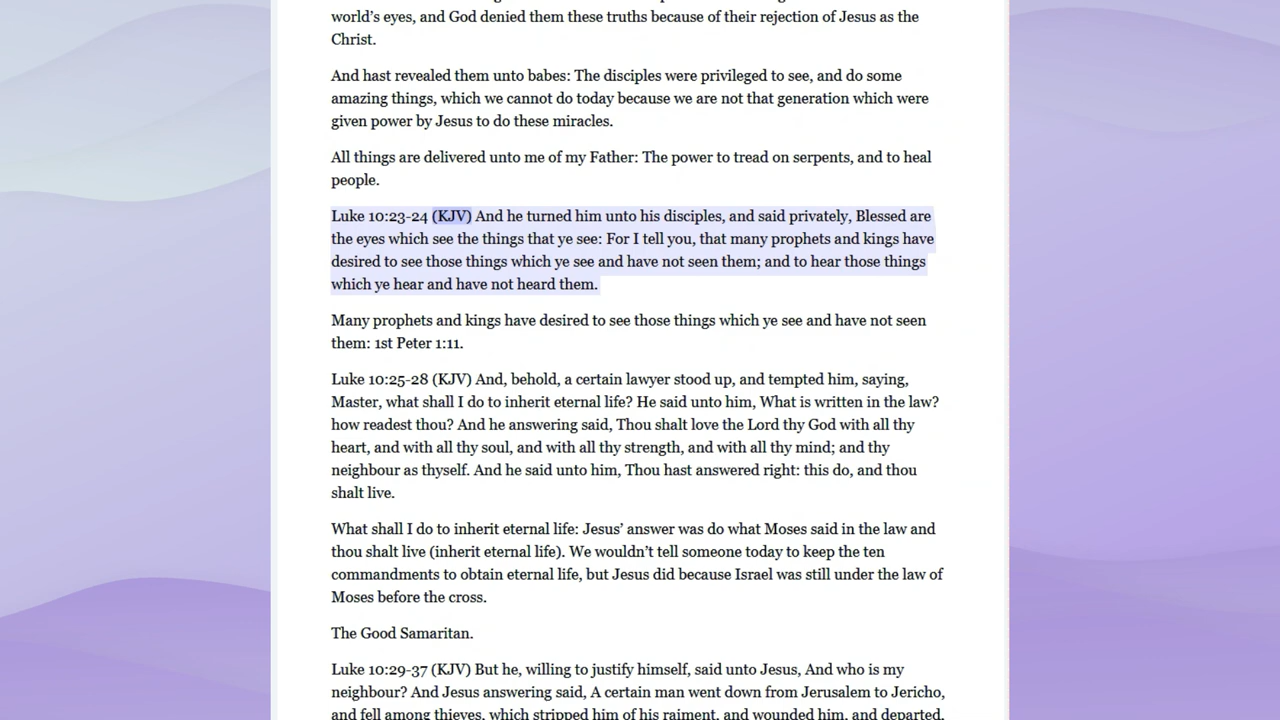 world’s eyes, and God denied them these truths because of their rejection of Jesus as the
Christ.
And hast revealed them unto babes: The disciples were privileged to see, and do some
amazing things, which we cannot do today because we are not that generation which were
given power by Jesus to do these miracles.
All things are delivered unto me of my Father: The power to tread on serpents, and to heal
people.
Luke 10:23-24 (KJV) And he turned him unto his disciples, and said privately, Blessed are
the eyes which see the things that ye see: For I tell you, that many prophets and kings have
desired to see those things which ye see and have not seen them; and to hear those things
which ye hear and have not heard them.
Many prophets and kings have desired to see those things which ye see and have not seen
them: 1st Peter 1:11.
Luke 10:25-28 (KJV) And, behold, a certain lawyer stood up, and tempted him, saying,
Master, what shall I do to inherit eternal life? He said unto him, What is written in the law?
how readest thou? And he answering said, Thou shalt love the Lord thy God with all thy
heart, and with all thy soul, and with all thy strength, and with all thy mind; and thy
neighbour as thyself. And he said unto him, Thou hast answered right: this do, and thou
shalt live.
What shall I do to inherit eternal life: Jesus’ answer was do what Moses said in the law and
thou shalt live (inherit eternal life). We wouldn’t tell someone today to keep the ten
commandments to obtain eternal life, but Jesus did because Israel was still under the law of
Moses before the cross.
The Good Samaritan.
Luke 10:29-37 (KJV) But he, willing to justify himself, said unto Jesus, And who is my
neighbour? And Jesus answering said, A certain man went down from Jerusalem to Jericho,
and fell among thieves, which stripped him of his raiment, and wounded him, and departed,